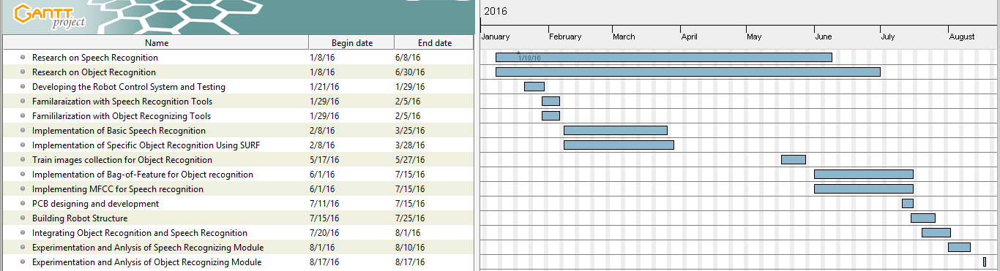 GANTT project
2016
January February March April May June July August
Name Begin date End date
Research on Speech Recognition 1/8/16 6/8/16
1/18/16
Research on Object Recognition 1/8/16 6/30/16
Developing the Robot Control System and Testing 1/21/16 1/29/16
Familaraization with Speech Recognition Tools 1/29/16 2/5/16
Famililarization with Object Recognizing Tools 1/29/16 2/5/16
Implementation of Basic Speech Recognition 2/8/16 3/25/16
Implementation of Specific Object Recognition Using SURF 2/8/16 3/28/16
Train images collection for Object Recognition 5/17/16 5/27/16
Implementation of Bag-of-Feature for Object recognition 6/1/16 7/15/16
Implementing MFCC for Speech recognition 6/1/16 7/15/16
PCB designing and development 7/11/16 7/15/16
Building Robot Structure 7/15/16 7/25/16
Integrating Object Recognition and Speech Recognition 7/20/16 8/1/16
Experimentation and Anlysis of Speech Recognizing Module 8/1/16 8/10/16
Experimentation and Anlysis of Object Recognizing Module 8/17/16 8/17/16